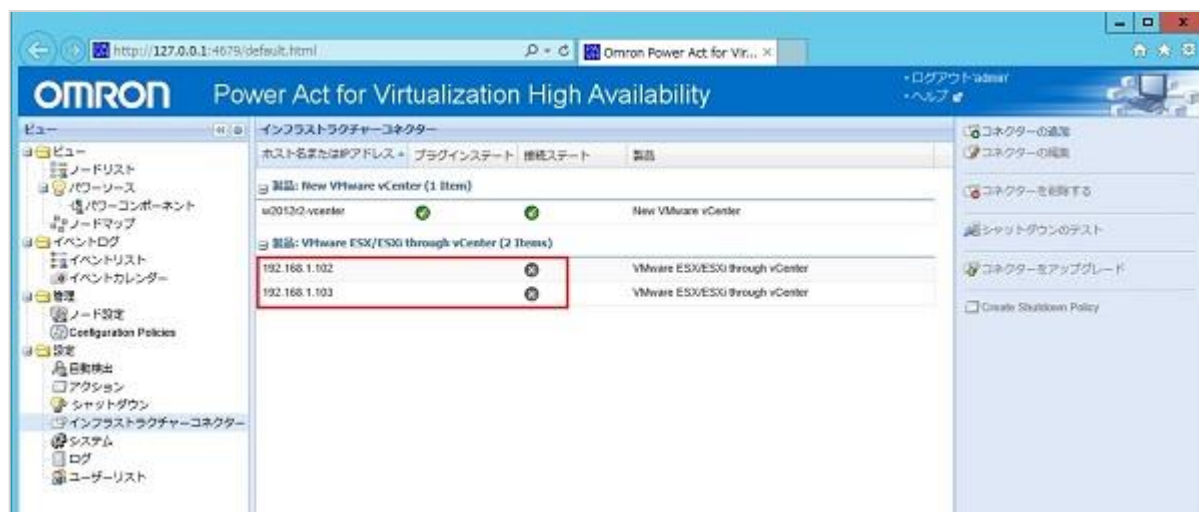 http://127.0.0.1:4679/default.html
Omron Power Act for Vir...
OMRON
Power Act for Virtualization High Availability
ログアウト admin
ヘルプ
ビュー
ビュー
ノードリスト
パワーソース
パワーコンポーネント
ノードマップ
イベントログ
イベントリスト
イベントカレンダー
管理
ノード設定
Configuration Policies
設定
自動検出
アクション
シャットダウン
インフラストラクチャーコネクター
システム
ログ
ユーザーリスト
インフラストラクチャーコネクター
ホスト名またはIPアドレス プラグインステート 接続ステート 製品
製品: New VMware vCenter (1 Item)
w2012r2-vcenter New VMware vCenter
製品: VMware ESX/ESXi through vCenter (2 Items)
192.168.1.102 VMware ESX/ESXi through vCenter
192.168.1.103 VMware ESX/ESXi through vCenter
コネクターの追加
コネクターの編集
コネクターを削除する
シャットダウンのテスト
コネクターをアップグレード
Create Shutdown Policy